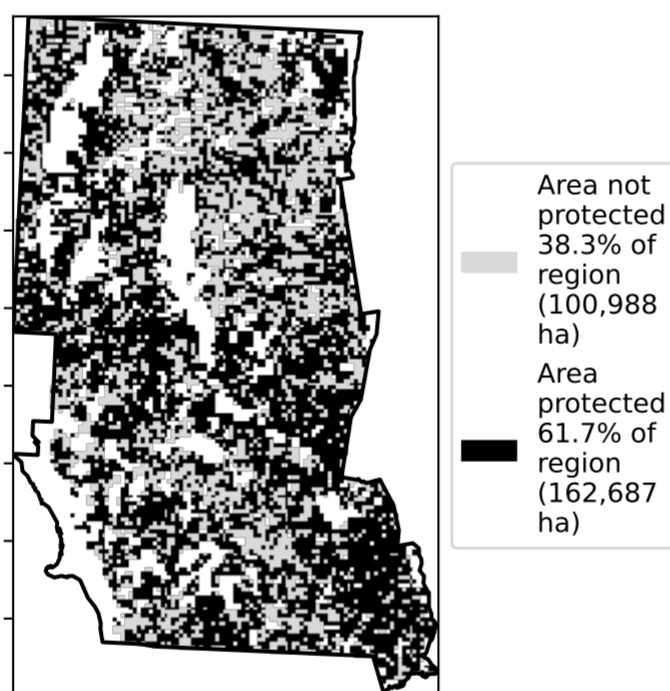 Area not
protected
38.3% of
region
(100,988
ha)
Area
protected
61.7% of
region
(162,687
ha)